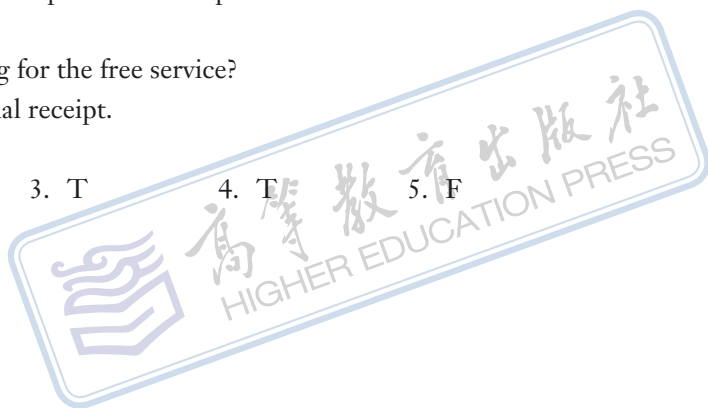 g for the free service?
al receipt.
3. T 4. T 5. F
高等教育出版社
HIGHER EDUCATION PRESS